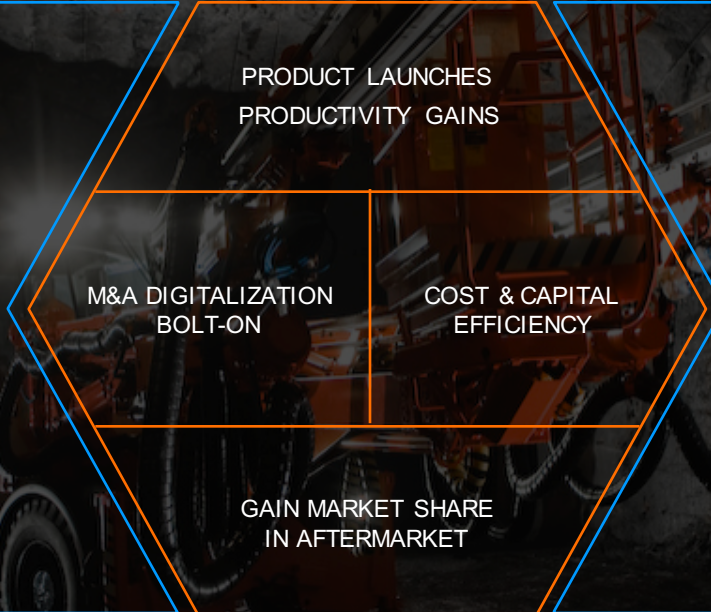 PRODUCT LAUNCHES
PRODUCTIVITY GAINS
M&A DIGITALIZATION
BOLT-ON
COST & CAPITAL
EFFICIENCY
GAIN MARKET SHARE
IN AFTERMARKET